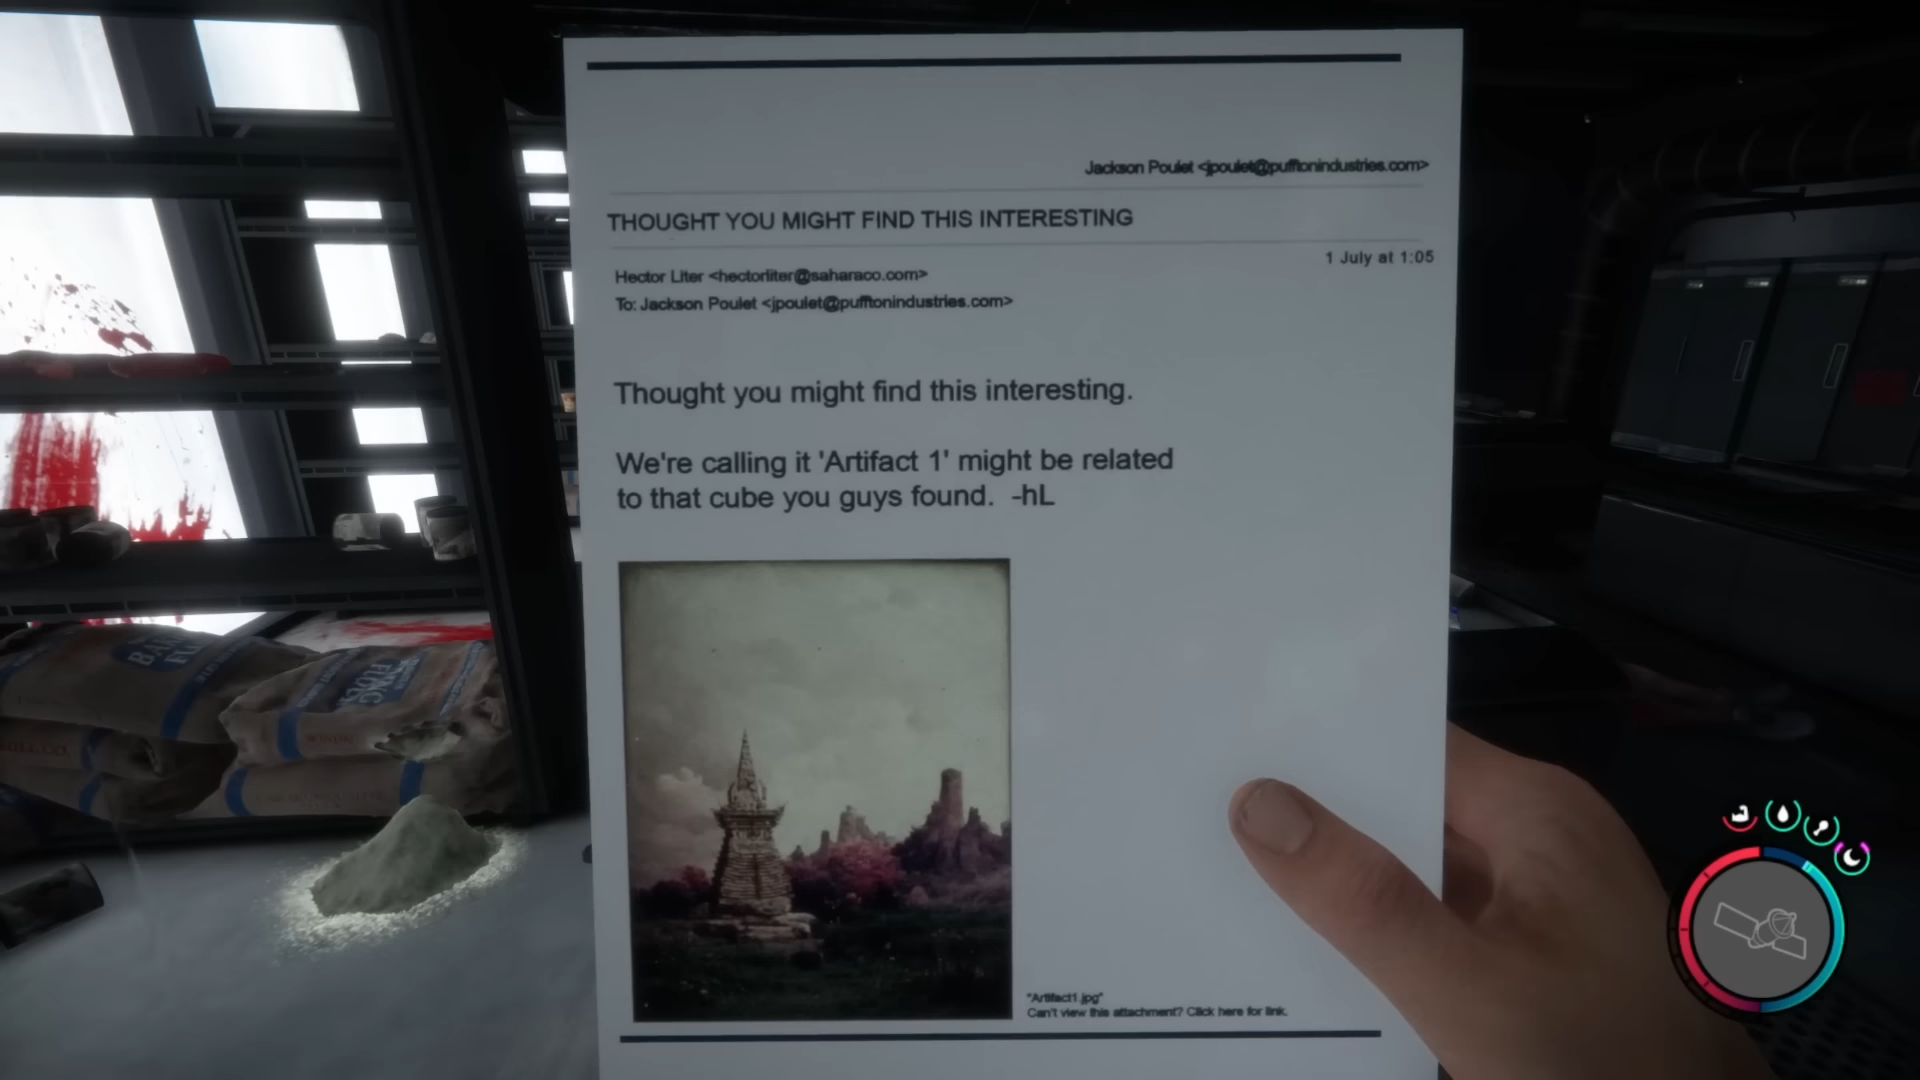 Jackson Poulet <jpoulet@pufftonindustries.com>
THOUGHT YOU MIGHT FIND THIS INTERESTING
1 July at 1:05
Hector Liter <hectorliter@saharaco.com>
To: Jackson Poulet <jpoulet@pufftonindustries.com>
Thought you might find this interesting.
We're calling it 'Artifact 1' might be related
to that cube you guys found. -hL
"Artifact1.jpg"
Can't view this attachment? Click here for link.